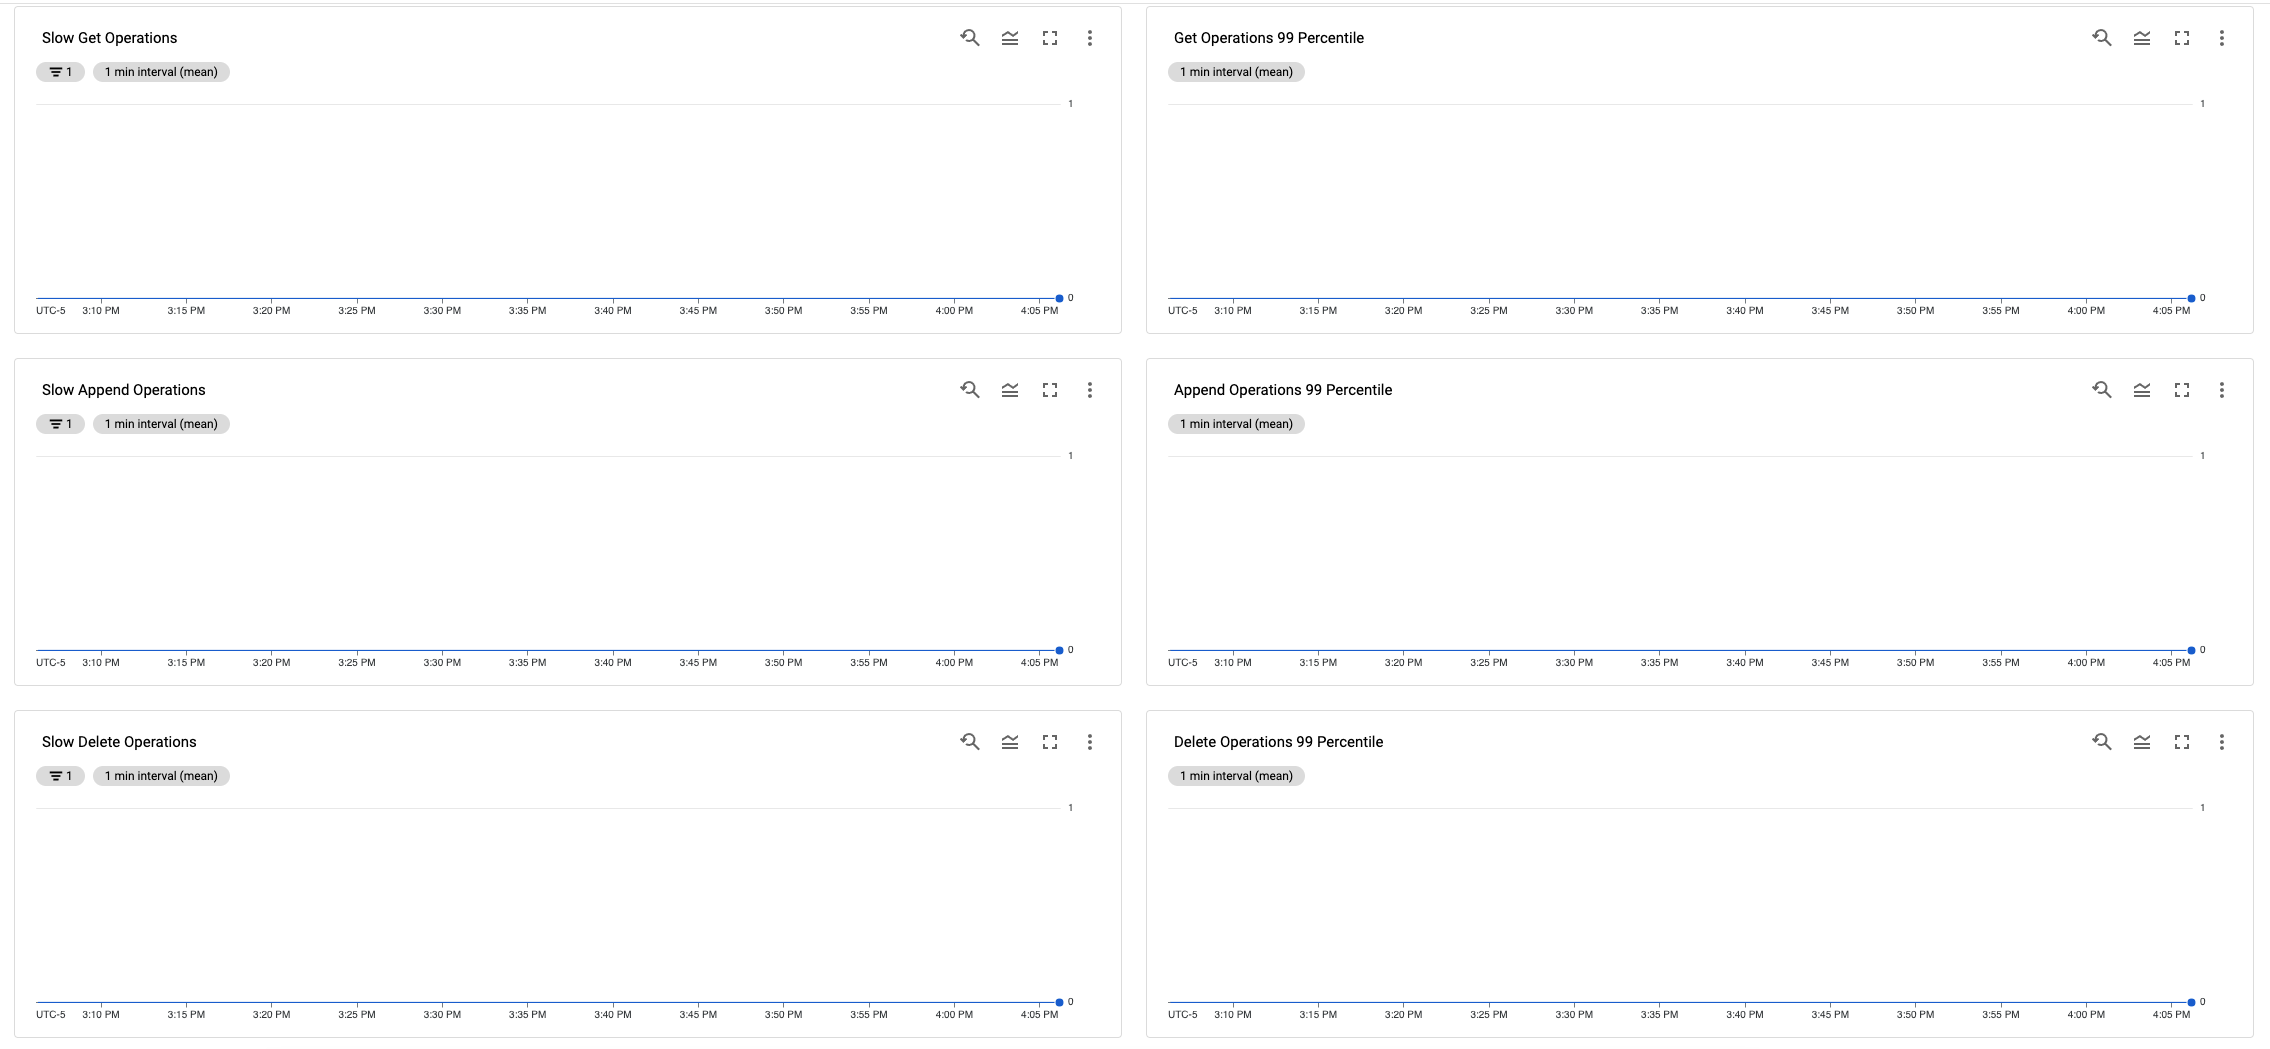 Slow Get Operations
1
1 min interval (mean)
1
0
UTC-5 3:10 PM 3:15 PM 3:20 PM 3:25 PM 3:30 PM 3:35 PM 3:40 PM 3:45 PM 3:50 PM 3:55 PM 4:00 PM 4:05 PM
Get Operations 99 Percentile
1 min interval (mean)
1
0
UTC-5 3:10 PM 3:15 PM 3:20 PM 3:25 PM 3:30 PM 3:35 PM 3:40 PM 3:45 PM 3:50 PM 3:55 PM 4:00 PM 4:05 PM
Slow Append Operations
1
1 min interval (mean)
1
0
UTC-5 3:10 PM 3:15 PM 3:20 PM 3:25 PM 3:30 PM 3:35 PM 3:40 PM 3:45 PM 3:50 PM 3:55 PM 4:00 PM 4:05 PM
Append Operations 99 Percentile
1 min interval (mean)
1
0
UTC-5 3:10 PM 3:15 PM 3:20 PM 3:25 PM 3:30 PM 3:35 PM 3:40 PM 3:45 PM 3:50 PM 3:55 PM 4:00 PM 4:05 PM
Slow Delete Operations
1
1 min interval (mean)
1
0
UTC-5 3:10 PM 3:15 PM 3:20 PM 3:25 PM 3:30 PM 3:35 PM 3:40 PM 3:45 PM 3:50 PM 3:55 PM 4:00 PM 4:05 PM
Delete Operations 99 Percentile
1 min interval (mean)
1
0
UTC-5 3:10 PM 3:15 PM 3:20 PM 3:25 PM 3:30 PM 3:35 PM 3:40 PM 3:45 PM 3:50 PM 3:55 PM 4:00 PM 4:05 PM